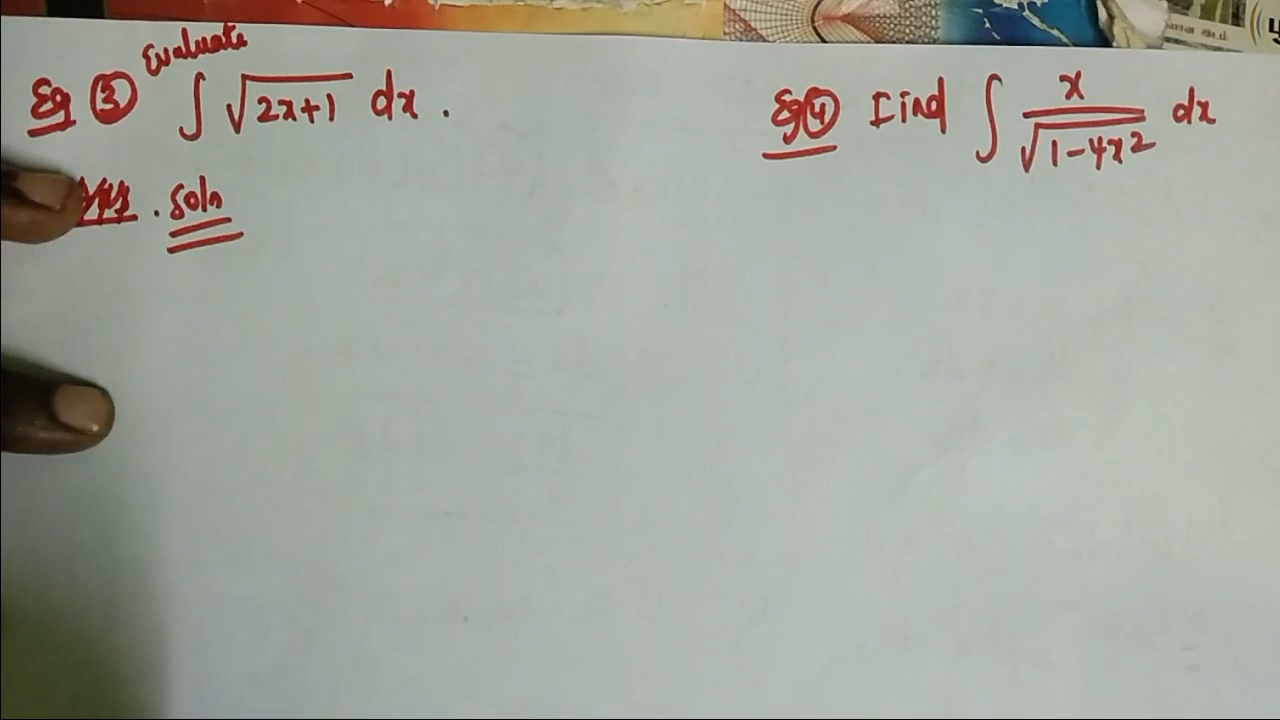 Evaluate
Eg ③ ∫ √(2x+1) dx .
Soln
Eg ④ Find ∫ x / √(1-4x²) dx